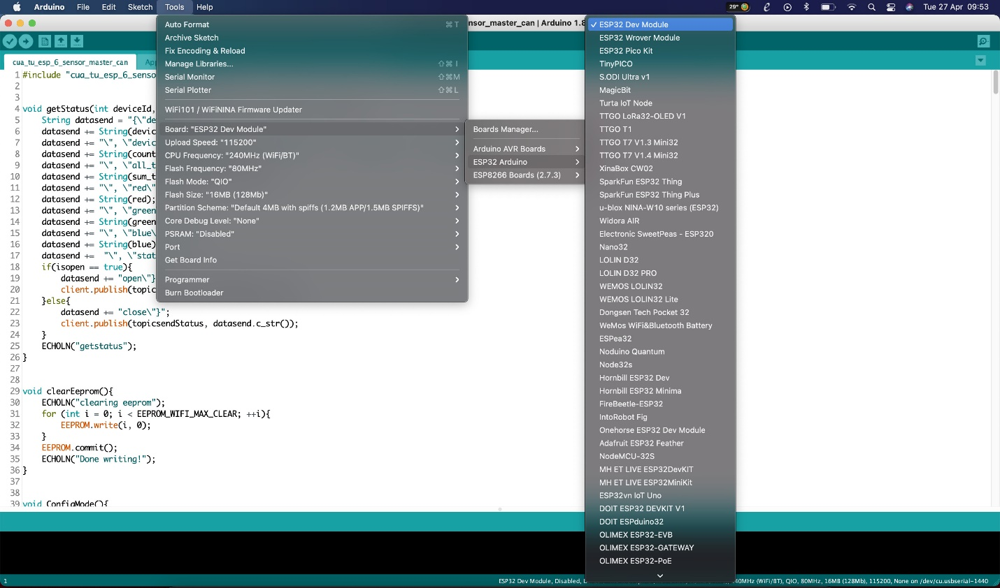 Arduino File Edit Sketch Tools Help 29° Tue 27 Apr 09:53
nsor_master_can | Arduino 1.8
cua_tu_esp_6_sensor_master_can
1 #include "cua_tu_esp_6_senso
2
3
4 void getStatus(int deviceId,
5 String datasend = "{\"de
6 datasend += String(devic
7 datasend += "\", \"devic
8 datasend += String(count
9 datasend += "\", \"all_t
10 datasend += String(sum_t
11 datasend += "\", \"red\"
12 datasend += String(red);
13 datasend += "\", \"green
14 datasend += String(green
15 datasend += "\", \"blue\
16 datasend += String(blue)
17 datasend += "\", \"stat
18 if(isopen == true){
19 datasend += "open\"}
20 client.publish(topic
21 }else{
22 datasend += "close\"}";
23 client.publish(topicsendStatus, datasend.c_str());
24 }
25 ECHOLN("getstatus");
26 }
27
28
29 void clearEeprom(){
30 ECHOLN("clearing eeprom");
31 for (int i = 0; i < EEPROM_WIFI_MAX_CLEAR; ++i){
32 EEPROM.write(i, 0);
33 }
34 EEPROM.commit();
35 ECHOLN("Done writing!");
36 }
37
38
39 void ConfigMode(){
Auto Format ⌘T
Archive Sketch
Fix Encoding & Reload
Manage Libraries... ⇧⌘I
Serial Monitor ⇧⌘M
Serial Plotter ⇧⌘L
WiFi101 / WiFiNINA Firmware Updater
Board: "ESP32 Dev Module"
Upload Speed: "115200"
CPU Frequency: "240MHz (WiFi/BT)"
Flash Frequency: "80MHz"
Flash Mode: "QIO"
Flash Size: "16MB (128Mb)"
Partition Scheme: "Default 4MB with spiffs (1.2MB APP/1.5MB SPIFFS)"
Core Debug Level: "None"
PSRAM: "Disabled"
Port
Get Board Info
Programmer
Burn Bootloader
Boards Manager...
Arduino AVR Boards
ESP32 Arduino
ESP8266 Boards (2.7.3)
✓ ESP32 Dev Module
ESP32 Wrover Module
ESP32 Pico Kit
TinyPICO
S.ODI Ultra v1
MagicBit
Turta IoT Node
TTGO LoRa32-OLED V1
TTGO T1
TTGO T7 V1.3 Mini32
TTGO T7 V1.4 Mini32
XinaBox CW02
SparkFun ESP32 Thing
SparkFun ESP32 Thing Plus
u-blox NINA-W10 series (ESP32)
Widora AIR
Electronic SweetPeas - ESP320
Nano32
LOLIN D32
LOLIN D32 PRO
WEMOS LOLIN32
WEMOS LOLIN32 Lite
Dongsen Tech Pocket 32
WeMos WiFi&Bluetooth Battery
ESPea32
Noduino Quantum
Node32s
Hornbill ESP32 Dev
Hornbill ESP32 Minima
FireBeetle-ESP32
IntoRobot Fig
Onehorse ESP32 Dev Module
Adafruit ESP32 Feather
NodeMCU-32S
MH ET LIVE ESP32DevKIT
MH ET LIVE ESP32MiniKit
ESP32vn IoT Uno
DOIT ESP32 DEVKIT V1
DOIT ESPduino32
OLIMEX ESP32-EVB
OLIMEX ESP32-GATEWAY
OLIMEX ESP32-PoE
1 ESP32 Dev Module, Disabled, 40MHz (WiFi/BT), QIO, 80MHz, 16MB (128Mb), 115200, None on /dev/cu.usbserial-1440